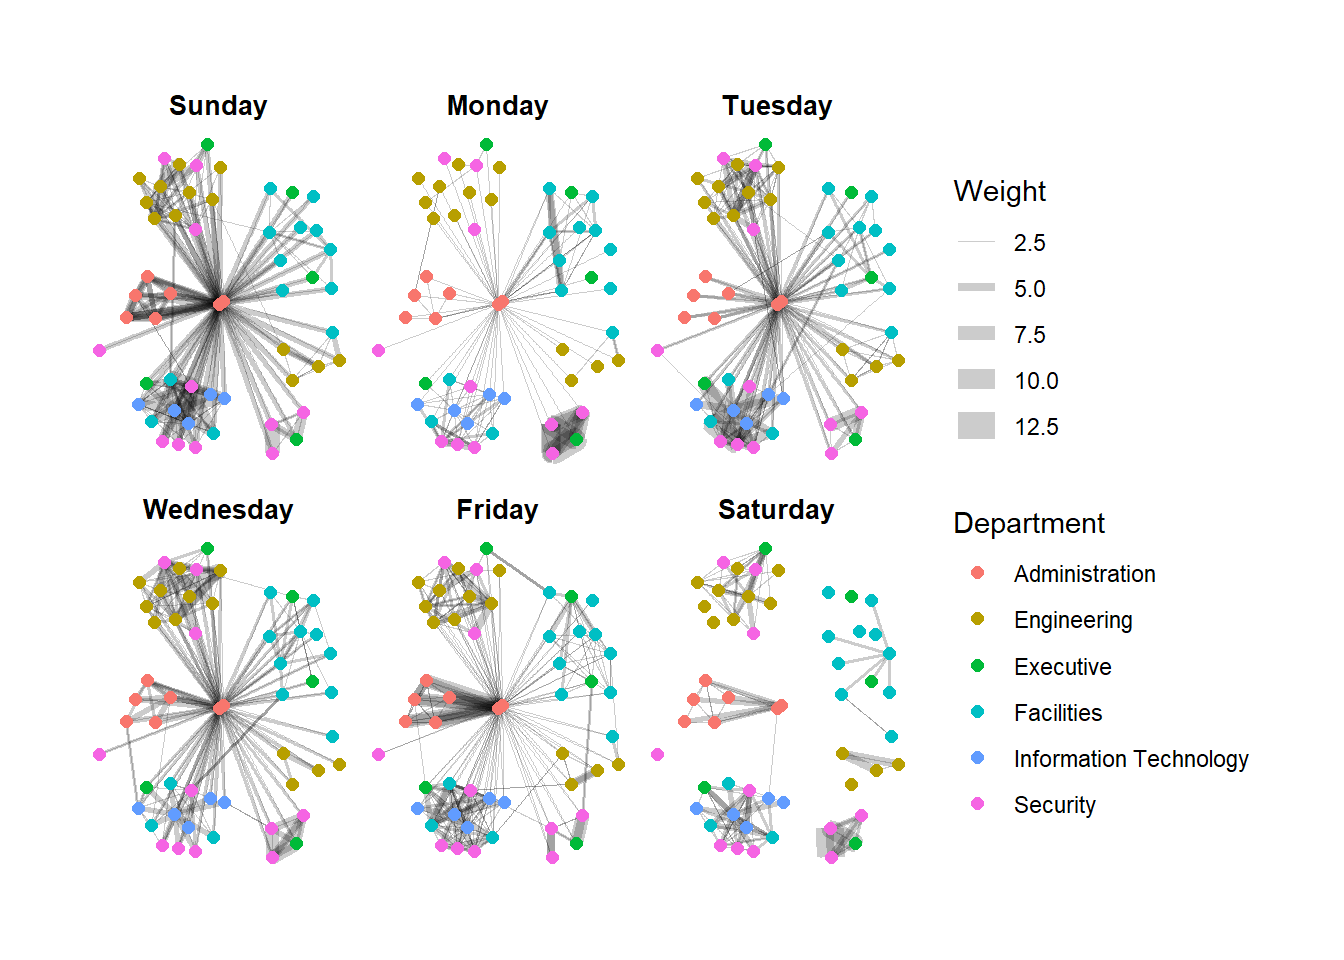 Sunday
Monday
Tuesday
Wednesday
Friday
Saturday
Weight
2.5
5.0
7.5
10.0
12.5
Department
Administration
Engineering
Executive
Facilities
Information Technology
Security